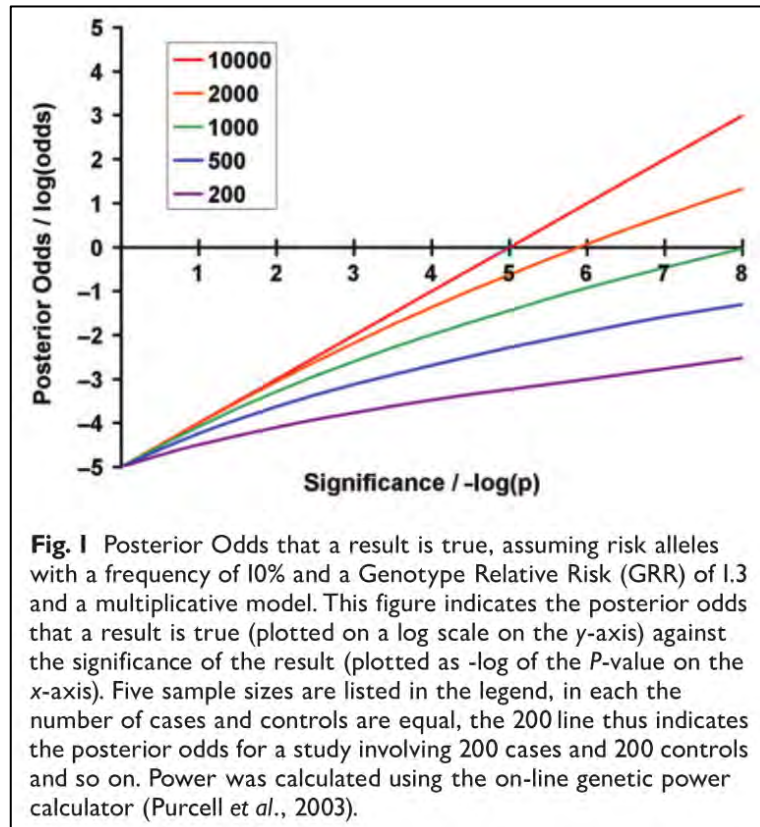 5
4
3
2
1
0
–1
–2
–3
–4
–5
Posterior Odds / log(odds)
10000
2000
1000
500
200
1 2 3 4 5 6 7 8
Significance / -log(p)
Fig. 1 Posterior Odds that a result is true, assuming risk alleles
with a frequency of 10% and a Genotype Relative Risk (GRR) of 1.3
and a multiplicative model. This figure indicates the posterior odds
that a result is true (plotted on a log scale on the y-axis) against
the significance of the result (plotted as -log of the P-value on the
x-axis). Five sample sizes are listed in the legend, in each the
number of cases and controls are equal, the 200 line thus indicates
the posterior odds for a study involving 200 cases and 200 controls
and so on. Power was calculated using the on-line genetic power
calculator (Purcell et al., 2003).